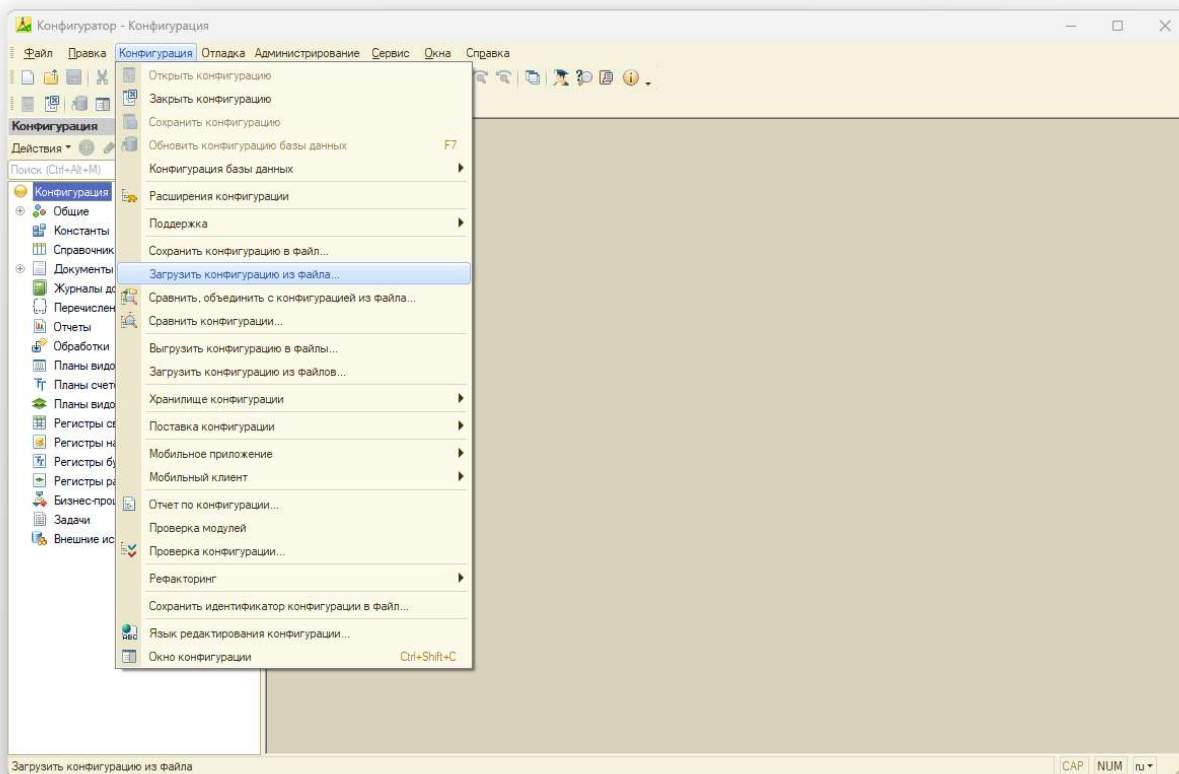 Конфигуратор - Конфигурация
Файл Правка Конфигурация Отладка Администрирование Сервис Окна Справка
Конфигурация
Действия
Поиск (Ctrl+Alt+M)
Конфигурация
Общие
Константы
Справочник
Документы
Журналы до
Перечислен
Отчеты
Обработки
Планы видо
Планы счет
Планы видо
Регистры св
Регистры на
Регистры бу
Регистры ра
Бизнес-проц
Задачи
Внешние ис
Открыть конфигурацию
Закрыть конфигурацию
Сохранить конфигурацию
Обновить конфигурацию базы данных F7
Конфигурация базы данных
Расширения конфигурации
Поддержка
Сохранить конфигурацию в файл...
Загрузить конфигурацию из файла...
Сравнить, объединить с конфигурацией из файла...
Сравнить конфигурации...
Выгрузить конфигурацию в файлы...
Загрузить конфигурацию из файлов...
Хранилище конфигурации
Поставка конфигурации
Мобильное приложение
Мобильный клиент
Отчет по конфигурации...
Проверка модулей
Проверка конфигурации...
Рефакторинг
Сохранить идентификатор конфигурации в файл...
Язык редактирования конфигурации...
Окно конфигурации Ctrl+Shift+C
Загрузить конфигурацию из файла
CAP NUM ru